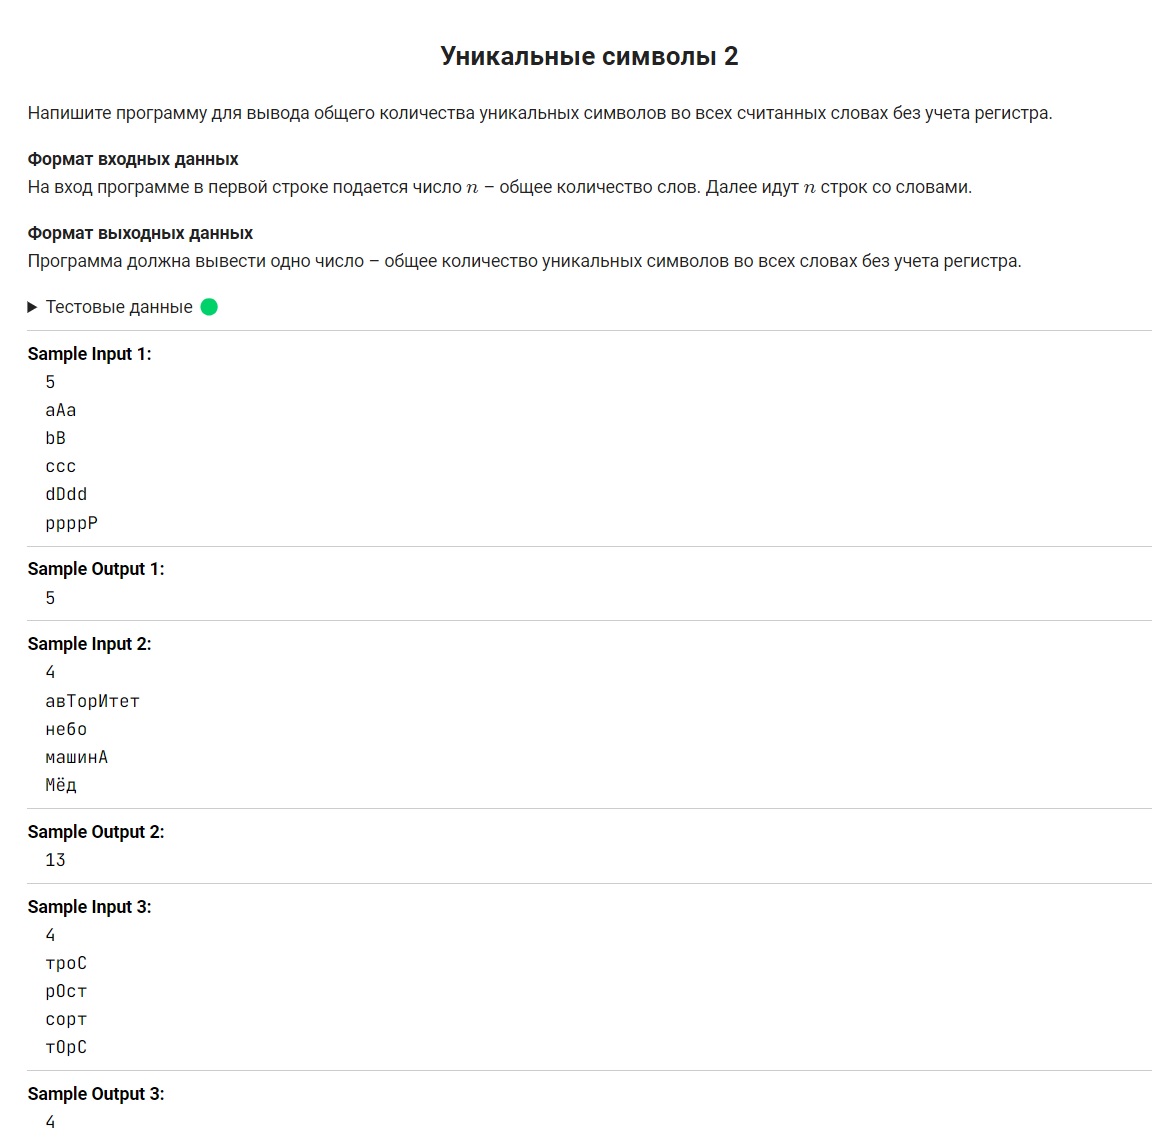 Уникальные символы 2
Напишите программу для вывода общего количества уникальных символов во всех считанных словах без учета регистра.
Формат входных данных
На вход программе в первой строке подается число n – общее количество слов. Далее идут n строк со словами.
Формат выходных данных
Программа должна вывести одно число – общее количество уникальных символов во всех словах без учета регистра.
Тестовые данные
Sample Input 1:
5
aAa
bB
ccc
dDdd
ppppP
Sample Output 1:
5
Sample Input 2:
4
авТорИтет
небо
машинА
Мёд
Sample Output 2:
13
Sample Input 3:
4
троС
рОст
сорт
тОрС
Sample Output 3:
4